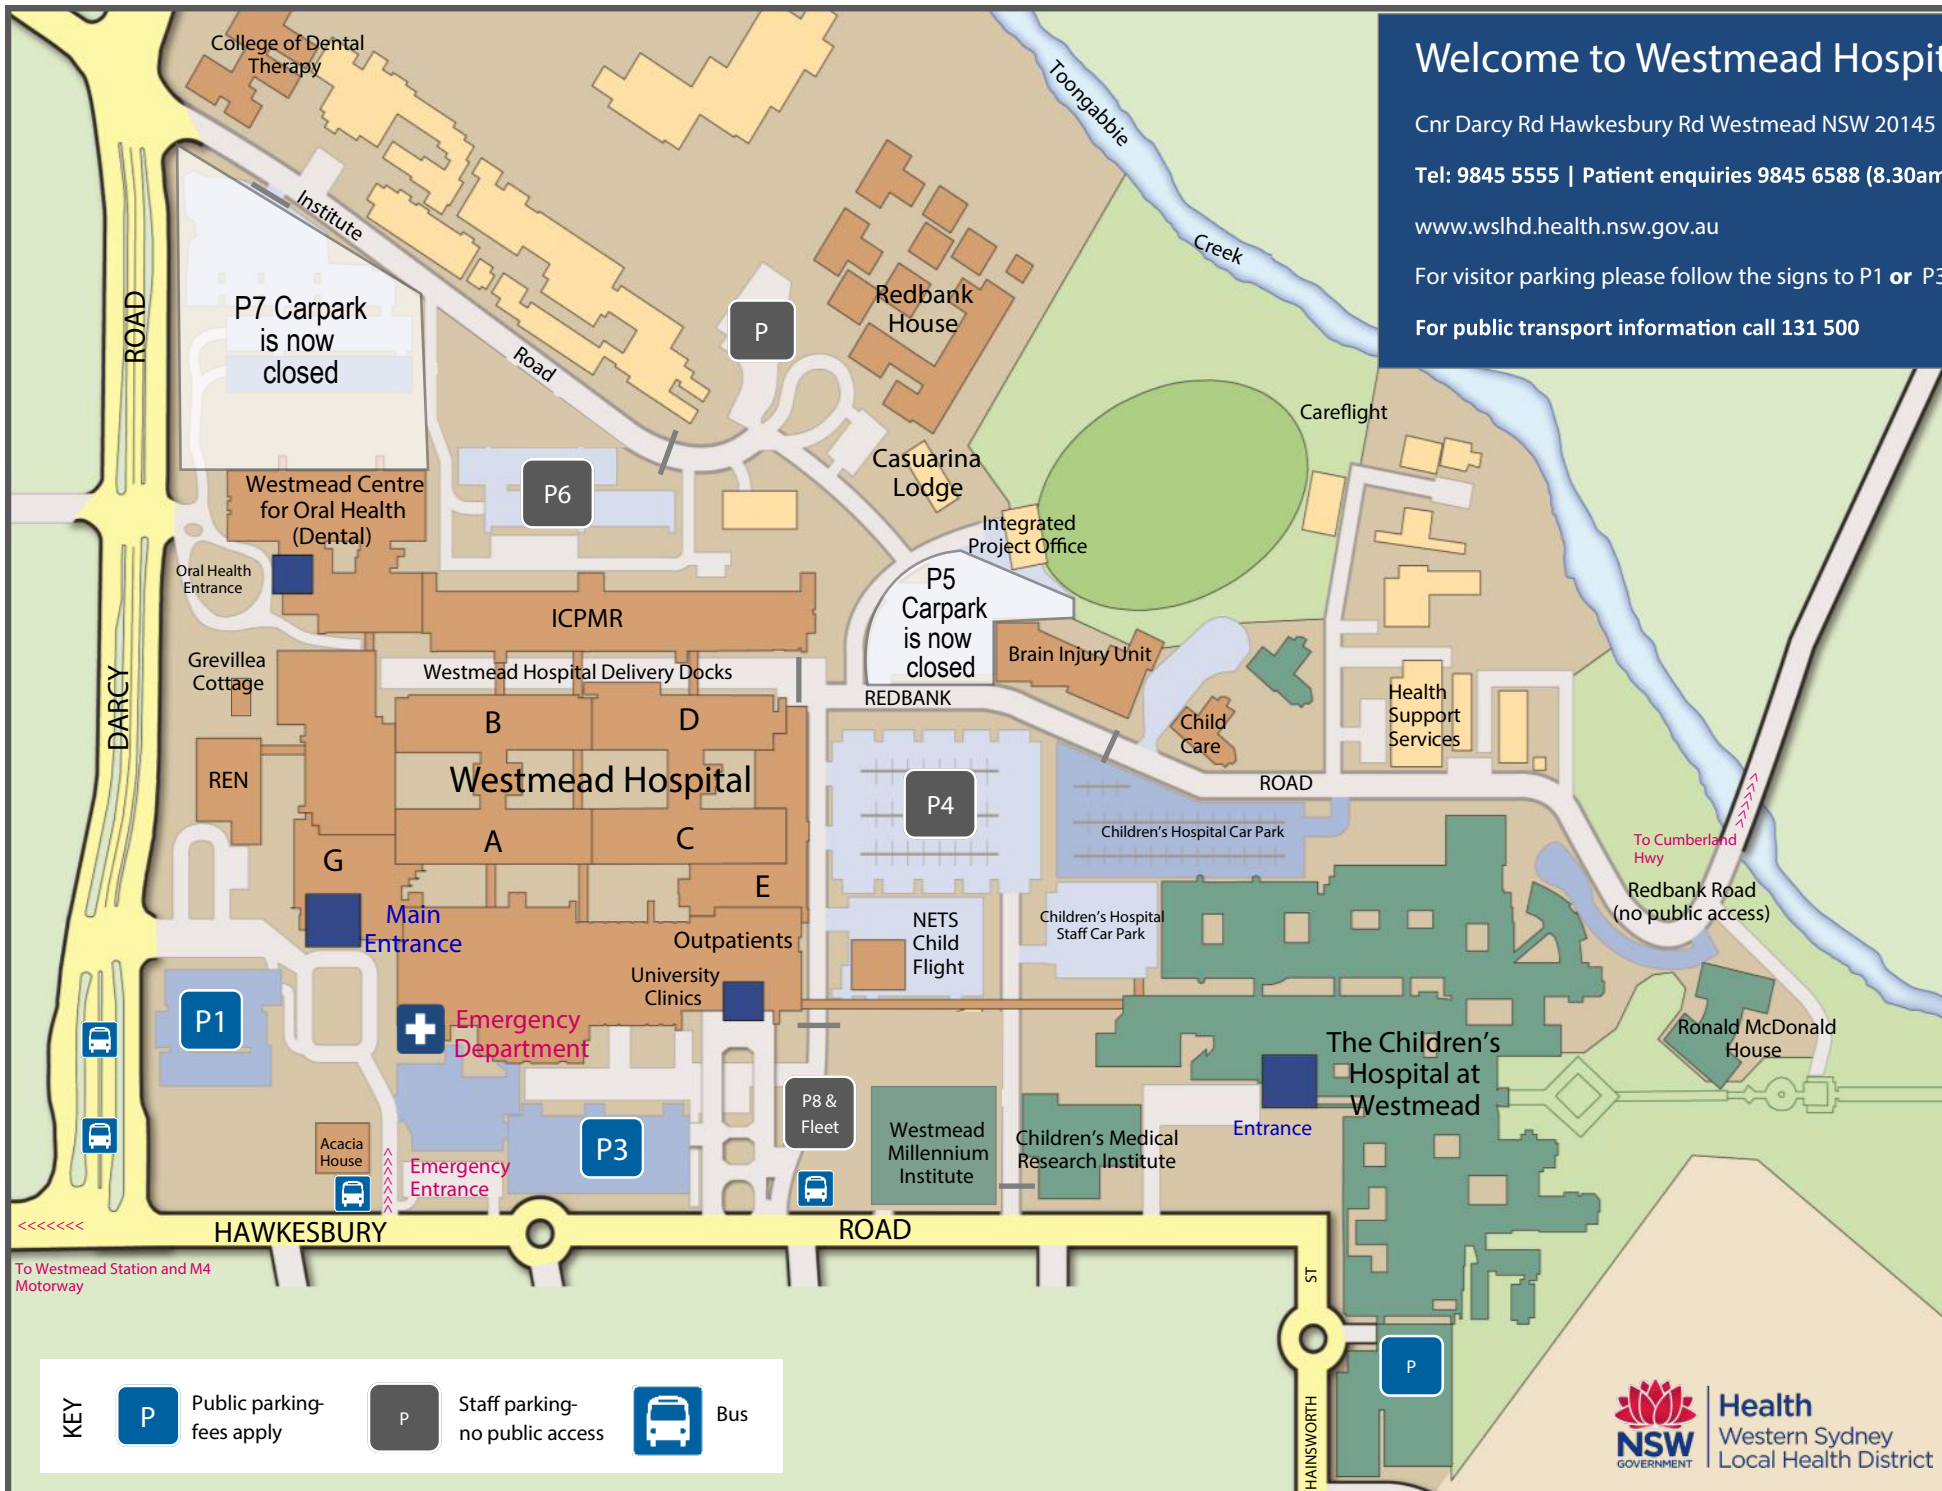 Welcome to Westmead Hospit
Cnr Darcy Rd Hawkesbury Rd Westmead NSW 20145
Tel: 9845 5555 | Patient enquiries 9845 6588 (8.30am
www.wslhd.health.nsw.gov.au
For visitor parking please follow the signs to P1 or P3
For public transport information call 131 500
College of Dental
Therapy
Toongabbie
Creek
Institute
Road
P7 Carpark
is now
closed
ROAD
DARCY
P
Redbank
House
Careflight
Casuarina
Lodge
P6
Westmead Centre
for Oral Health
(Dental)
Oral Health
Entrance
Integrated
Project Office
P5
Carpark
is now
closed
ICPMR
Brain Injury Unit
Grevillea
Cottage
Westmead Hospital Delivery Docks
REDBANK
ROAD
Health
Support
Services
Child
Care
B
D
REN
Westmead Hospital
P4
Children's Hospital Car Park
A
C
G
E
To Cumberland
Hwy
>>>>>>
Redbank Road
(no public access)
Main
Entrance
Outpatients
NETS
Child
Flight
Children's Hospital
Staff Car Park
University
Clinics
P1
Emergency
Department
The Children's
Hospital at
Westmead
Ronald McDonald
House
P8 &
Fleet
Entrance
P3
Westmead
Millennium
Institute
Children's Medical
Research Institute
Acacia
House
Emergency
Entrance
>>>>>>>
<<<<<<<
HAWKESBURY
ROAD
To Westmead Station and M4
Motorway
ST
HAINSWORTH
P
KEY
P
Public parking-
fees apply
P
Staff parking-
no public access
Bus
NSW
GOVERNMENT
Health
Western Sydney
Local Health District